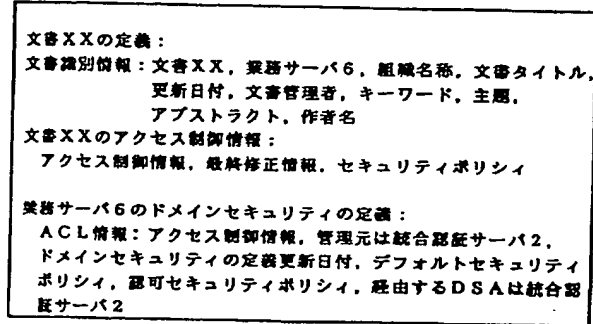 文書XXの定義：
文書識別情報：文書XX，業務サーバ6，組織名称，文書タイトル，
更新日付，文書管理者，キーワード，主題，
アブストラクト，作者名
文書XXのアクセス制御情報：
アクセス制御情報，最終修正情報，セキュリティポリシィ
業務サーバ6のドメインセキュリティの定義：
ACL情報：アクセス制御情報，管理元は統合認証サーバ2，
ドメインセキュリティの定義更新日付，デフォルトセキュリティ
ポリシィ，認可セキュリティポリシィ，経由するDSAは統合認
証サーバ2